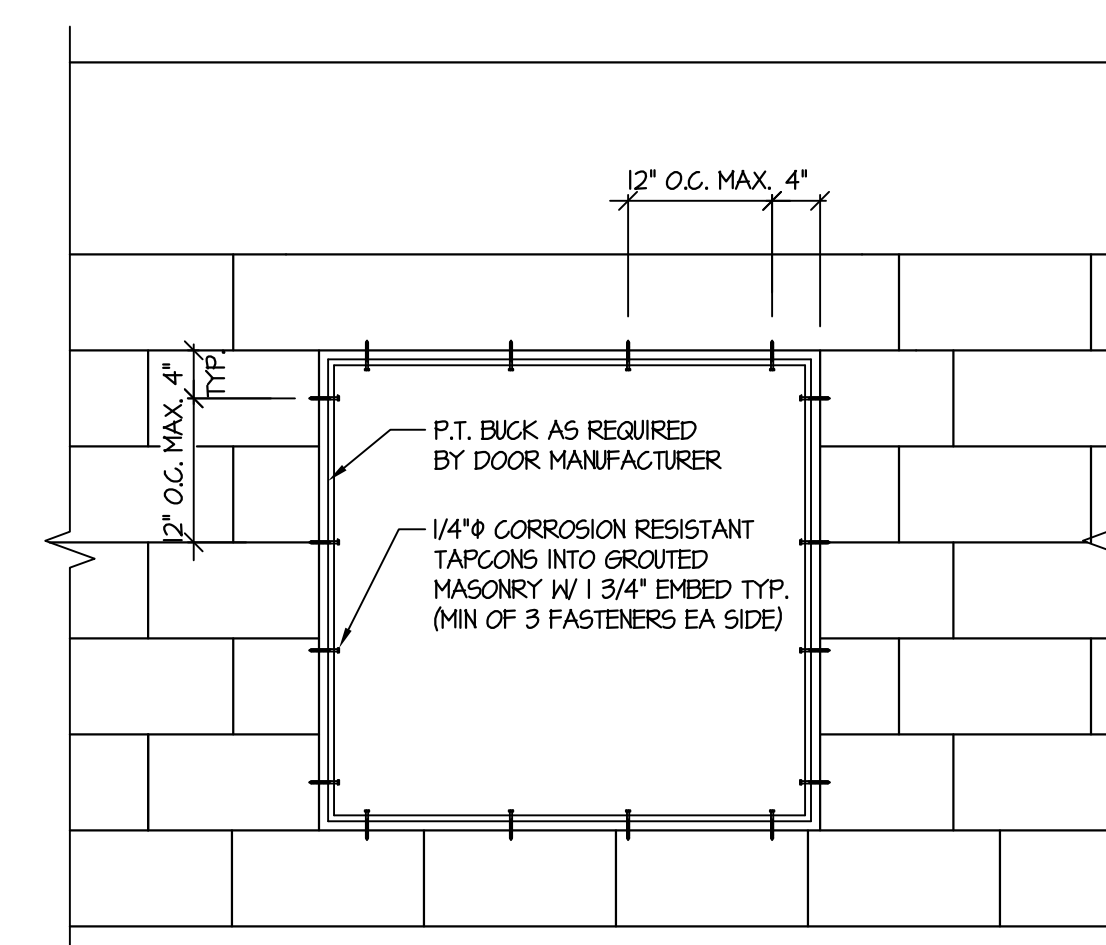 12" O.C. MAX. 4"
12" O.C. MAX. 4"
TYP.
P.T. BUCK AS REQUIRED
BY DOOR MANUFACTURER
1/4"Φ CORROSION RESISTANT
TAPCONS INTO GROUTED
MASONRY W/ 1 3/4" EMBED TYP.
(MIN OF 3 FASTENERS EA SIDE)